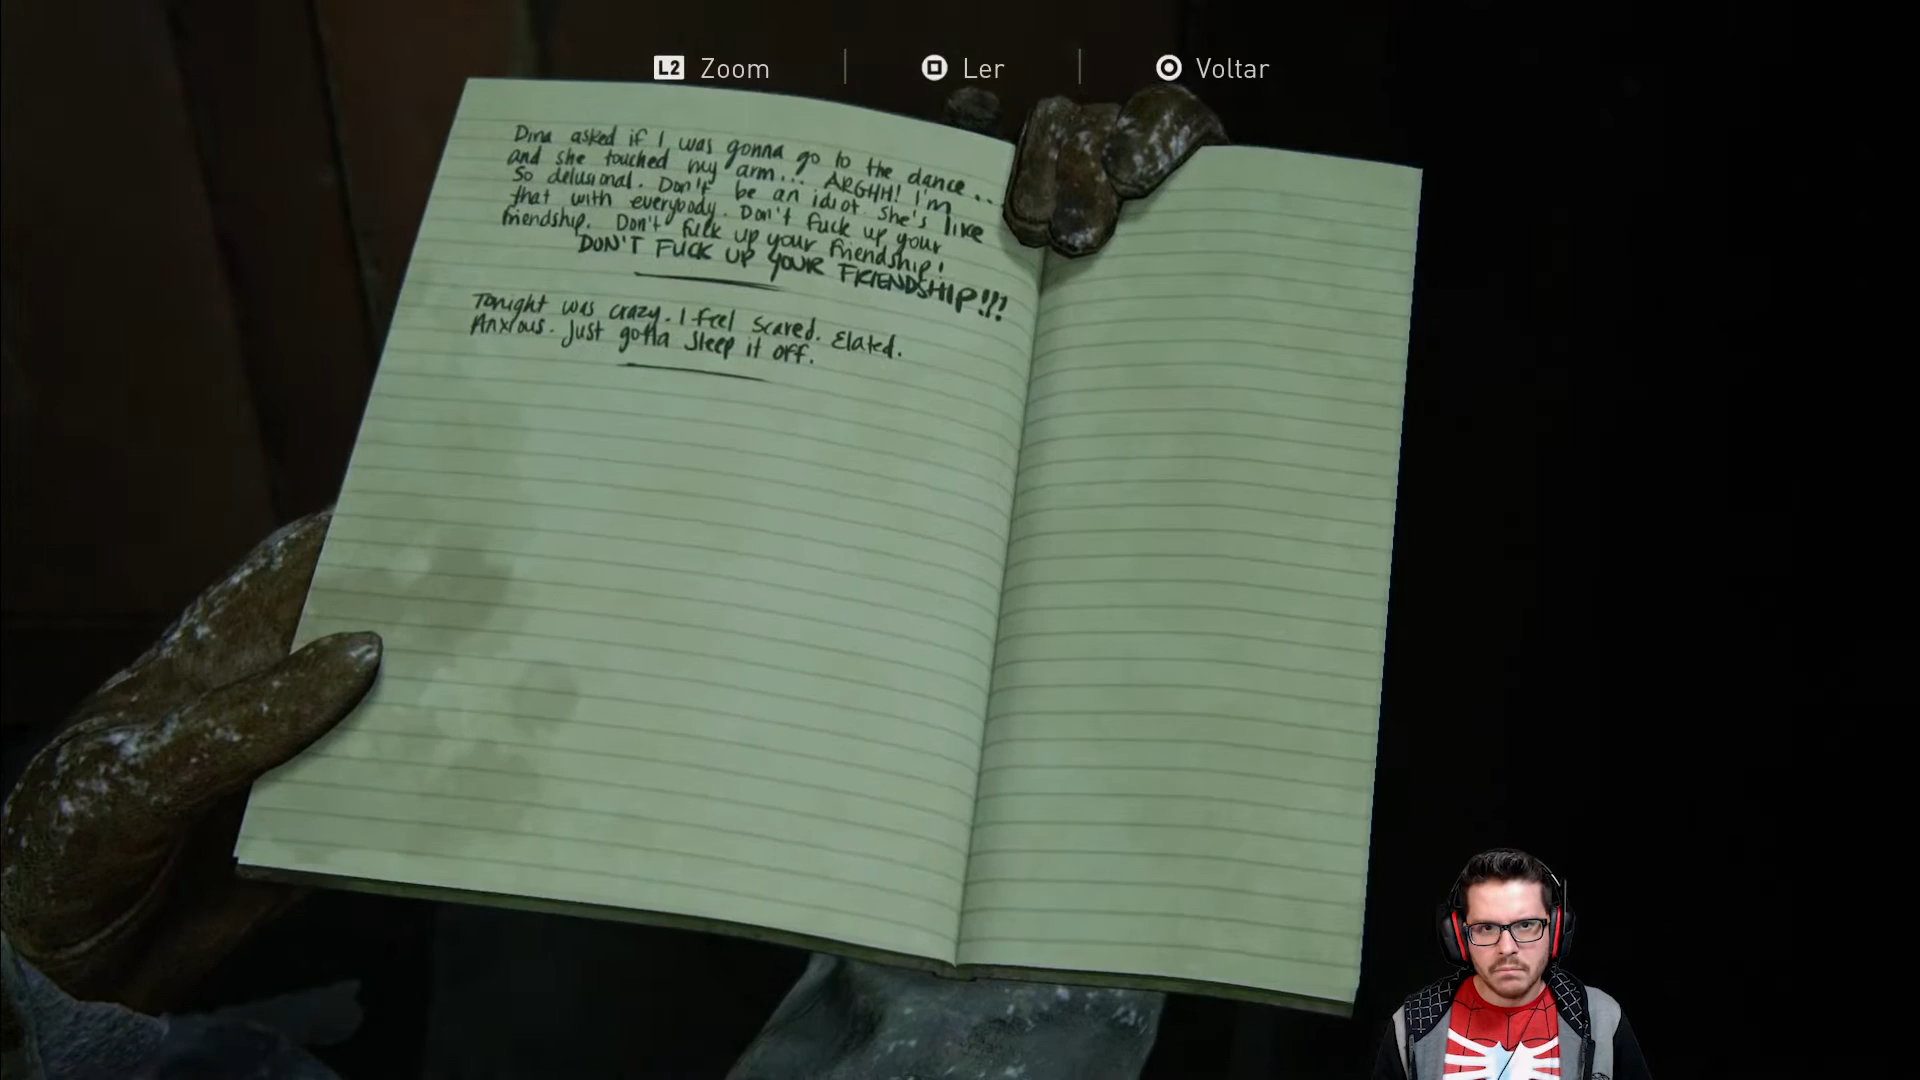 L2 Zoom
Ler
Voltar
Dina asked if I was gonna go to the dance...
and she touched my arm... ARGHH! I'm
so delusional. Don't be an idiot. She's like
that with everybody. Don't fuck up your
friendship. Don't fuck up your friendship!
DON'T FUCK UP YOUR FRIENDSHIP!!!
Tonight was crazy. I feel scared. Elated.
Anxious. Just gotta sleep it off.